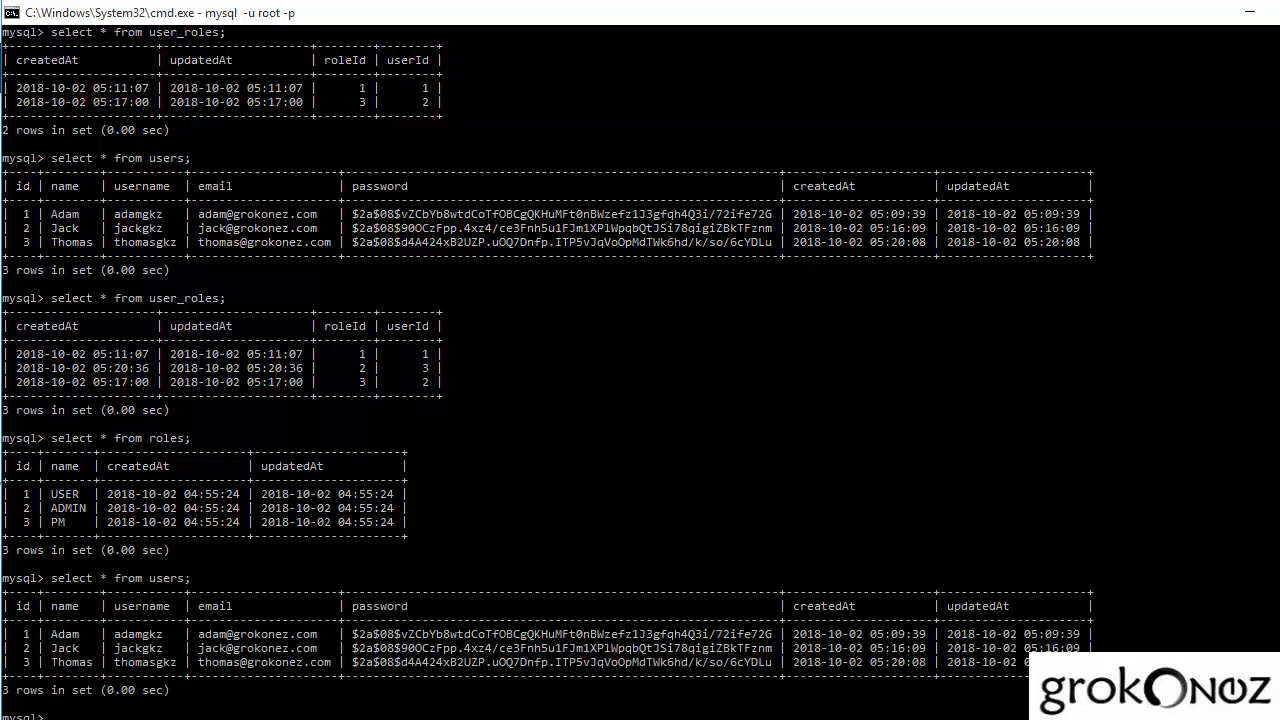 C:\Windows\System32\cmd.exe - mysql -u root -p
mysql> select * from user_roles;
| createdAt | updatedAt | roleId | userId |
| 2018-10-02 05:11:07 | 2018-10-02 05:11:07 | 1 | 1 |
| 2018-10-02 05:17:00 | 2018-10-02 05:17:00 | 3 | 2 |
2 rows in set (0.00 sec)
mysql> select * from users;
| id | name | username | email | password | createdAt | updatedAt |
| 1 | Adam | adamgkz | adam@grokonez.com | $2a$08$vZCbYb8wtdCoTfOBCgQKHuMFt0nBWzefz1J3gfqh4Q3i/72ife72G | 2018-10-02 05:09:39 | 2018-10-02 05:09:39 |
| 2 | Jack | jackgkz | jack@grokonez.com | $2a$08$90OCzFpp.4xz4/ce3Fnh5u1FJm1XPlWpqbQtJSi78qigiZBkTFznm | 2018-10-02 05:16:09 | 2018-10-02 05:16:09 |
| 3 | Thomas | thomasgkz | thomas@grokonez.com | $2a$08$d4A424xB2UZP.uOQ7Dnfp.ITP5vJqVoOpMdTWk6hd/k/so/6cYDLu | 2018-10-02 05:20:08 | 2018-10-02 05:20:08 |
3 rows in set (0.00 sec)
mysql> select * from user_roles;
| createdAt | updatedAt | roleId | userId |
| 2018-10-02 05:11:07 | 2018-10-02 05:11:07 | 1 | 1 |
| 2018-10-02 05:20:36 | 2018-10-02 05:20:36 | 2 | 3 |
| 2018-10-02 05:17:00 | 2018-10-02 05:17:00 | 3 | 2 |
3 rows in set (0.00 sec)
mysql> select * from roles;
| id | name | createdAt | updatedAt |
| 1 | USER | 2018-10-02 04:55:24 | 2018-10-02 04:55:24 |
| 2 | ADMIN | 2018-10-02 04:55:24 | 2018-10-02 04:55:24 |
| 3 | PM | 2018-10-02 04:55:24 | 2018-10-02 04:55:24 |
3 rows in set (0.00 sec)
mysql> select * from users;
| id | name | username | email | password | createdAt | updatedAt |
| 1 | Adam | adamgkz | adam@grokonez.com | $2a$08$vZCbYb8wtdCoTfOBCgQKHuMFt0nBWzefz1J3gfqh4Q3i/72ife72G | 2018-10-02 05:09:39 | 2018-10-02 05:09:39 |
| 2 | Jack | jackgkz | jack@grokonez.com | $2a$08$90OCzFpp.4xz4/ce3Fnh5u1FJm1XPlWpqbQtJSi78qigiZBkTFznm | 2018-10-02 05:16:09 | 2018-10-02 05:16:09 |
| 3 | Thomas | thomasgkz | thomas@grokonez.com | $2a$08$d4A424xB2UZP.uOQ7Dnfp.ITP5vJqVoOpMdTWk6hd/k/so/6cYDLu | 2018-10-02 05:20:08 | 2018-10-02
3 rows in set (0.00 sec)
mysql>
grokonez